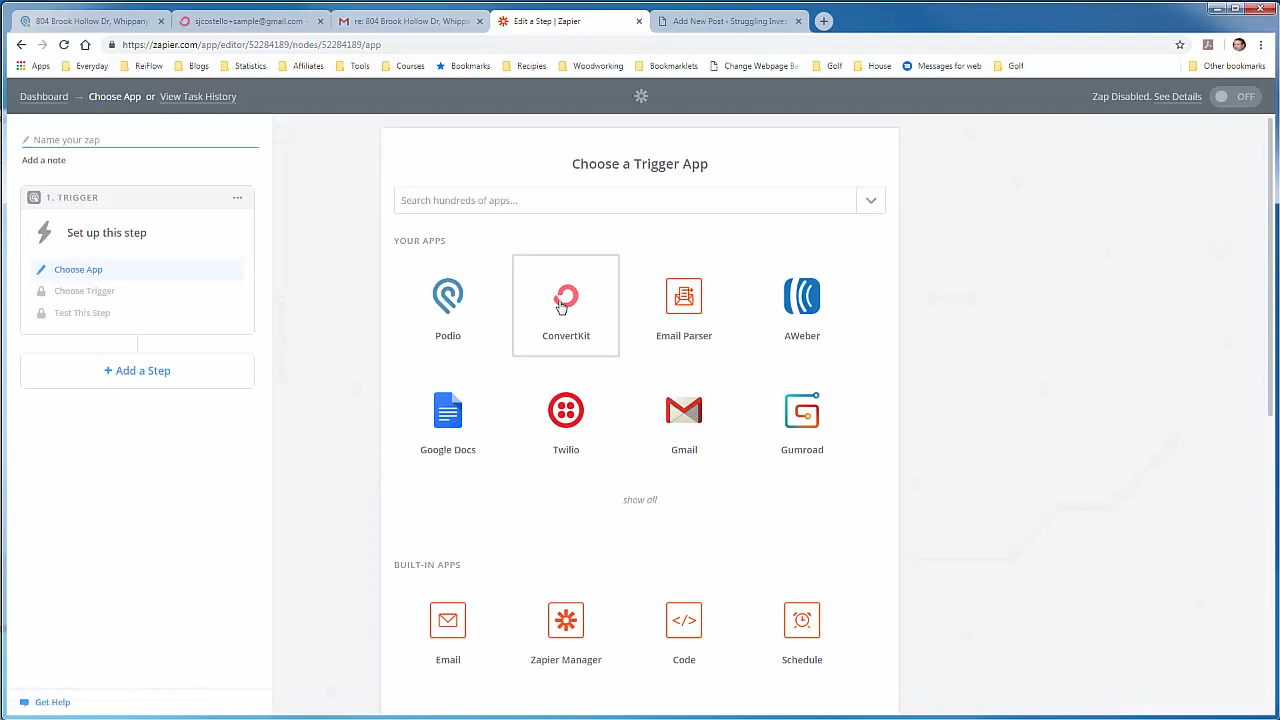 804 Brook Hollow Dr, Whippany,
sjcostello+sample@gmail.com -
re: 804 Brook Hollow Dr, Whippa
Edit a Step | Zapier
Add New Post ‹ Struggling Inves
https://zapier.com/app/editor/52284189/nodes/52284189/app
Apps Everyday ReiFlow Blogs Statistics Affiliates Tools Courses Bookmarks Recipies Woodworking Bookmarklets Change Webpage Ba Golf House Messages for web Golf Other bookmarks
Dashboard → Choose App or View Task History
Zap Disabled. See Details OFF
Name your zap
Add a note
1. TRIGGER
Set up this step
Choose App
Choose Trigger
Test This Step
+ Add a Step
Get Help
Choose a Trigger App
Search hundreds of apps...
YOUR APPS
Podio ConvertKit Email Parser AWeber
Google Docs Twilio Gmail Gumroad
show all
BUILT-IN APPS
Email Zapier Manager Code Schedule